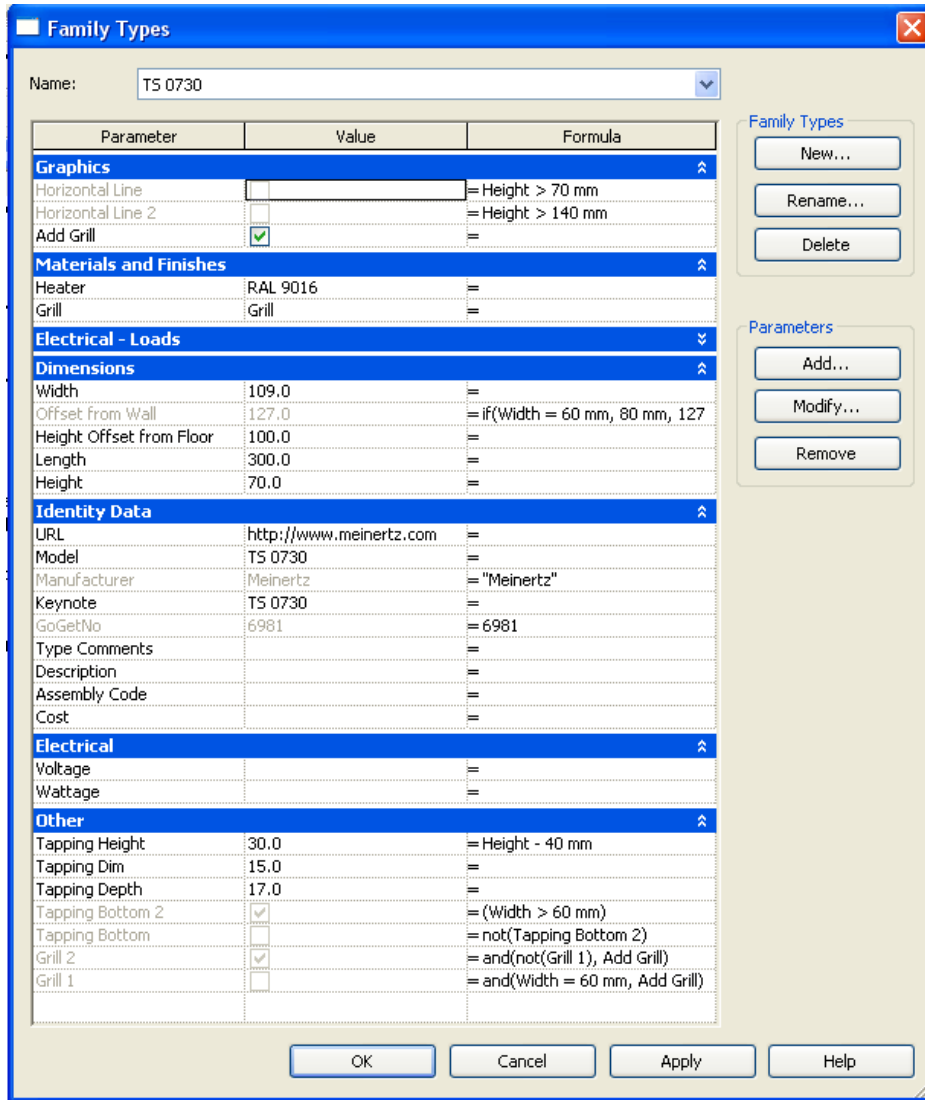 Family Types
Name: TS 0730
Parameter Value Formula
Graphics
Horizontal Line = Height > 70 mm
Horizontal Line 2 = Height > 140 mm
Add Grill =
Materials and Finishes
Heater RAL 9016 =
Grill Grill =
Electrical - Loads
Dimensions
Width 109.0 =
Offset from Wall 127.0 = if(Width = 60 mm, 80 mm, 127
Height Offset from Floor 100.0 =
Length 300.0 =
Height 70.0 =
Identity Data
URL http://www.meinertz.com =
Model TS 0730 =
Manufacturer Meinertz = "Meinertz"
Keynote TS 0730 =
GoGetNo 6981 = 6981
Type Comments =
Description =
Assembly Code =
Cost =
Electrical
Voltage =
Wattage =
Other
Tapping Height 30.0 = Height - 40 mm
Tapping Dim 15.0 =
Tapping Depth 17.0 =
Tapping Bottom 2 = (Width > 60 mm)
Tapping Bottom = not(Tapping Bottom 2)
Grill 2 = and(not(Grill 1), Add Grill)
Grill 1 = and(Width = 60 mm, Add Grill)
Family Types
New...
Rename...
Delete
Parameters
Add...
Modify...
Remove
OK Cancel Apply Help